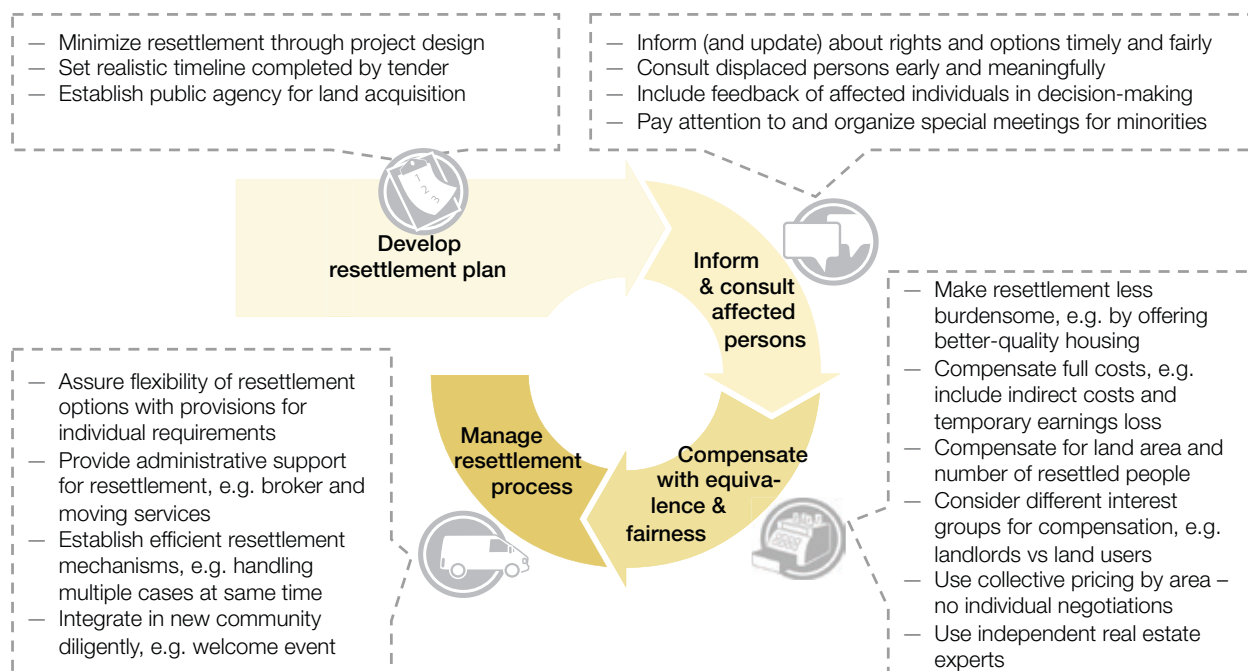 — Minimize resettlement through project design
— Set realistic timeline completed by tender
— Establish public agency for land acquisition
— Inform (and update) about rights and options timely and fairly
— Consult displaced persons early and meaningfully
— Include feedback of affected individuals in decision-making
— Pay attention to and organize special meetings for minorities
1
2
3
Develop
resettlement plan
Inform
& consult
affected
persons
— Make resettlement less
burdensome, e.g. by offering
better-quality housing
— Compensate full costs, e.g.
include indirect costs and
temporary earnings loss
— Compensate for land area and
number of resettled people
— Consider different interest
groups for compensation, e.g.
landlords vs land users
— Use collective pricing by area –
no individual negotiations
— Use independent real estate
experts
Compensate
with equiva-
lence &
fairness
Manage
resettlement
process
— Assure flexibility of resettlement
options with provisions for
individual requirements
— Provide administrative support
for resettlement, e.g. broker and
moving services
— Establish efficient resettlement
mechanisms, e.g. handling
multiple cases at same time
— Integrate in new community
diligently, e.g. welcome event